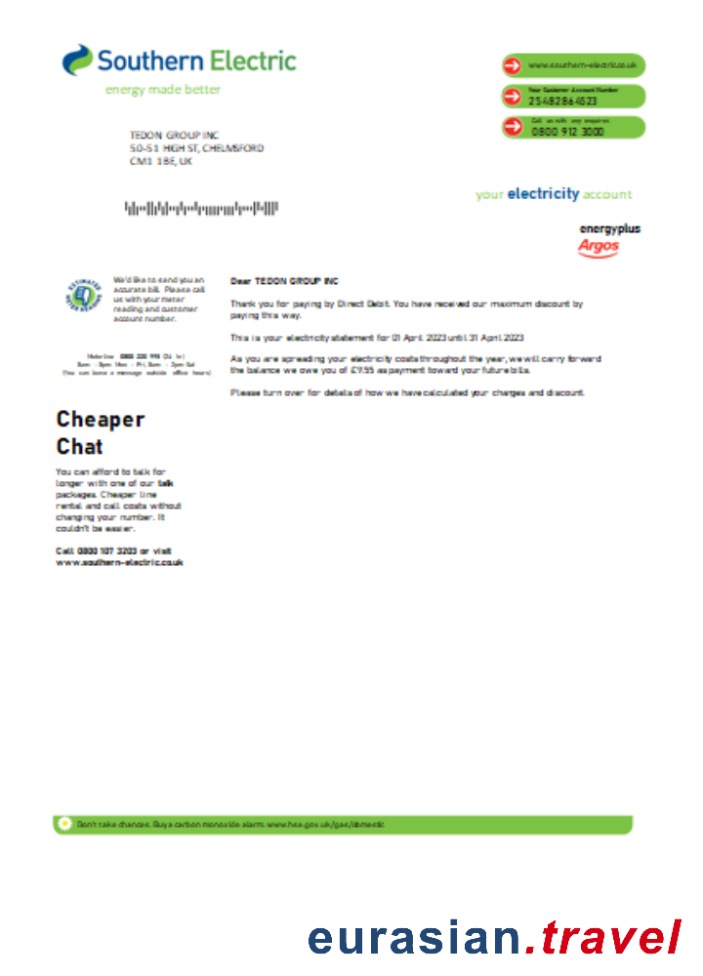 Southern Electric
energy made better
www.southern-electric.co.uk
Your Customer Account Number
25482864523
Call us with any enquires
0800 912 3000
TEDON GROUP INC
50-51 HIGH ST, CHELMSFORD
CM1 1BE, UK
your electricity account
energyplus
Argos
ESTIMATED
METER READING
We'd like to send you an
accurate bill. Please call
us with your meter
reading and customer
account number.
Dear TEDON GROUP INC
Thank you for paying by Direct Debit. You have received our maximum discount by
paying this way.
This is your electricity statement for 01 April 2023 until 31 April 2023
As you are spreading your electricity costs throughout the year, we will carry forward
the balance we owe you of £9.55 as payment toward your future bills.
Please turn over for details of how we have calculated your charges and discount.
(24 hr)
8am - 8pm Mon - Fri, 8am - 2pm Sat
(You can leave a message outside office hours)
Cheaper
Chat
You can afford to talk for
longer with one of our talk
packages. Cheaper line
rental and call costs without
changing your number. It
couldn't be easier.
Call 0800 107 3203 or visit
www.southern-electric.co.uk
Don't take chances. Buy a carbon monoxide alarm. www.hse.gov.uk/gas/domestic
eurasian.travel